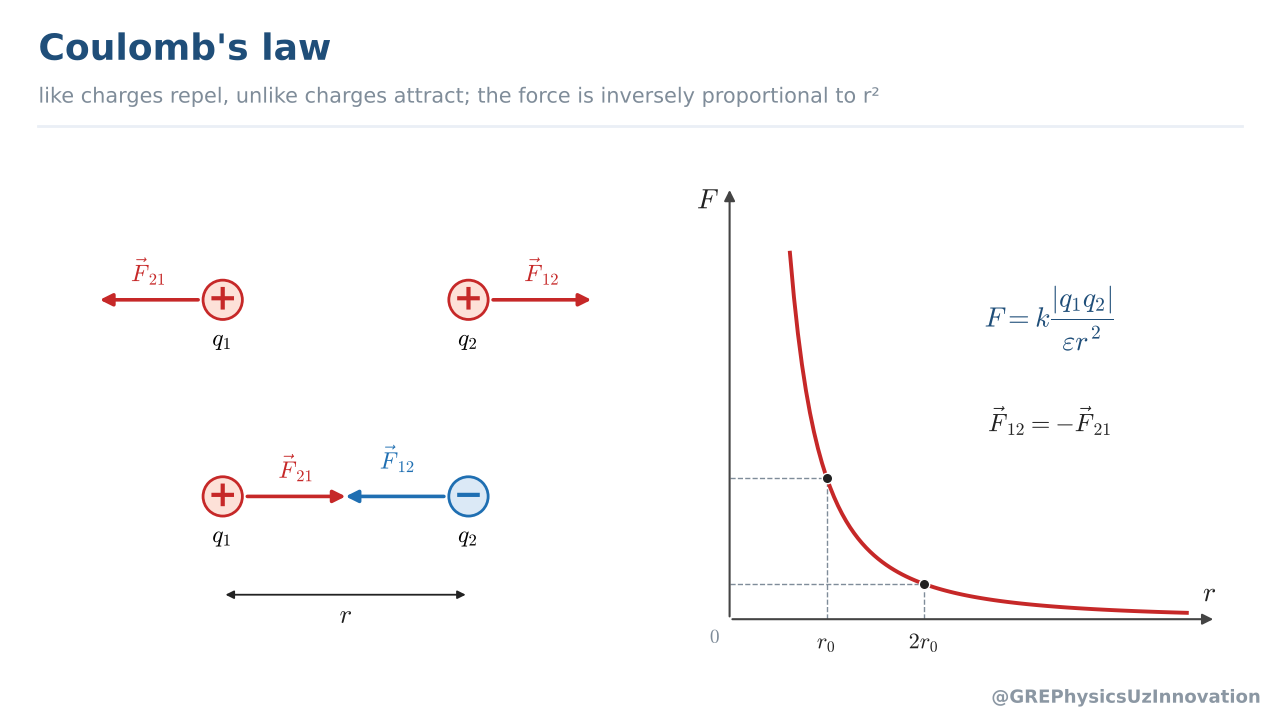 Coulomb's law
like charges repel, unlike charges attract; the force is inversely proportional to r²
F⃗₂₁
F⃗₁₂
+
+
q₁
q₂
F⃗₂₁
F⃗₁₂
+
−
q₁
q₂
r
F
F = k|q₁q₂|/εr²
F⃗₁₂ = −F⃗₂₁
r
0
r₀
2r₀
@GREPhysicsUzInnovation